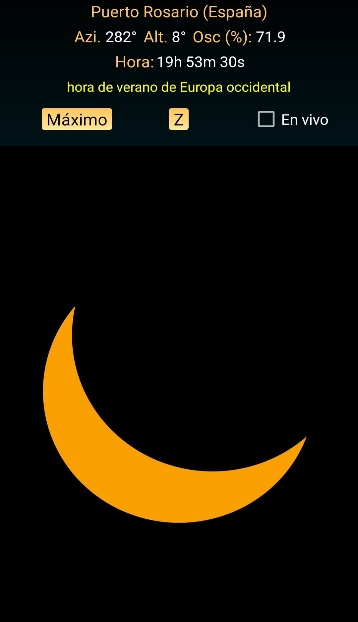 Puerto Rosario (España)
Azi. 282° Alt. 8° Osc (%): 71.9
Hora: 19h 53m 30s
hora de verano de Europa occidental
Máximo Z En vivo